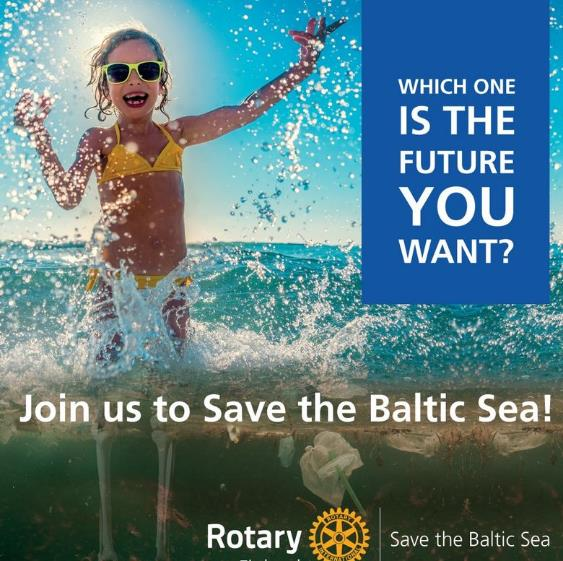 WHICH ONE
IS THE
FUTURE
YOU
WANT?
Join us to Save the Baltic Sea!
Rotary
Save the Baltic Sea